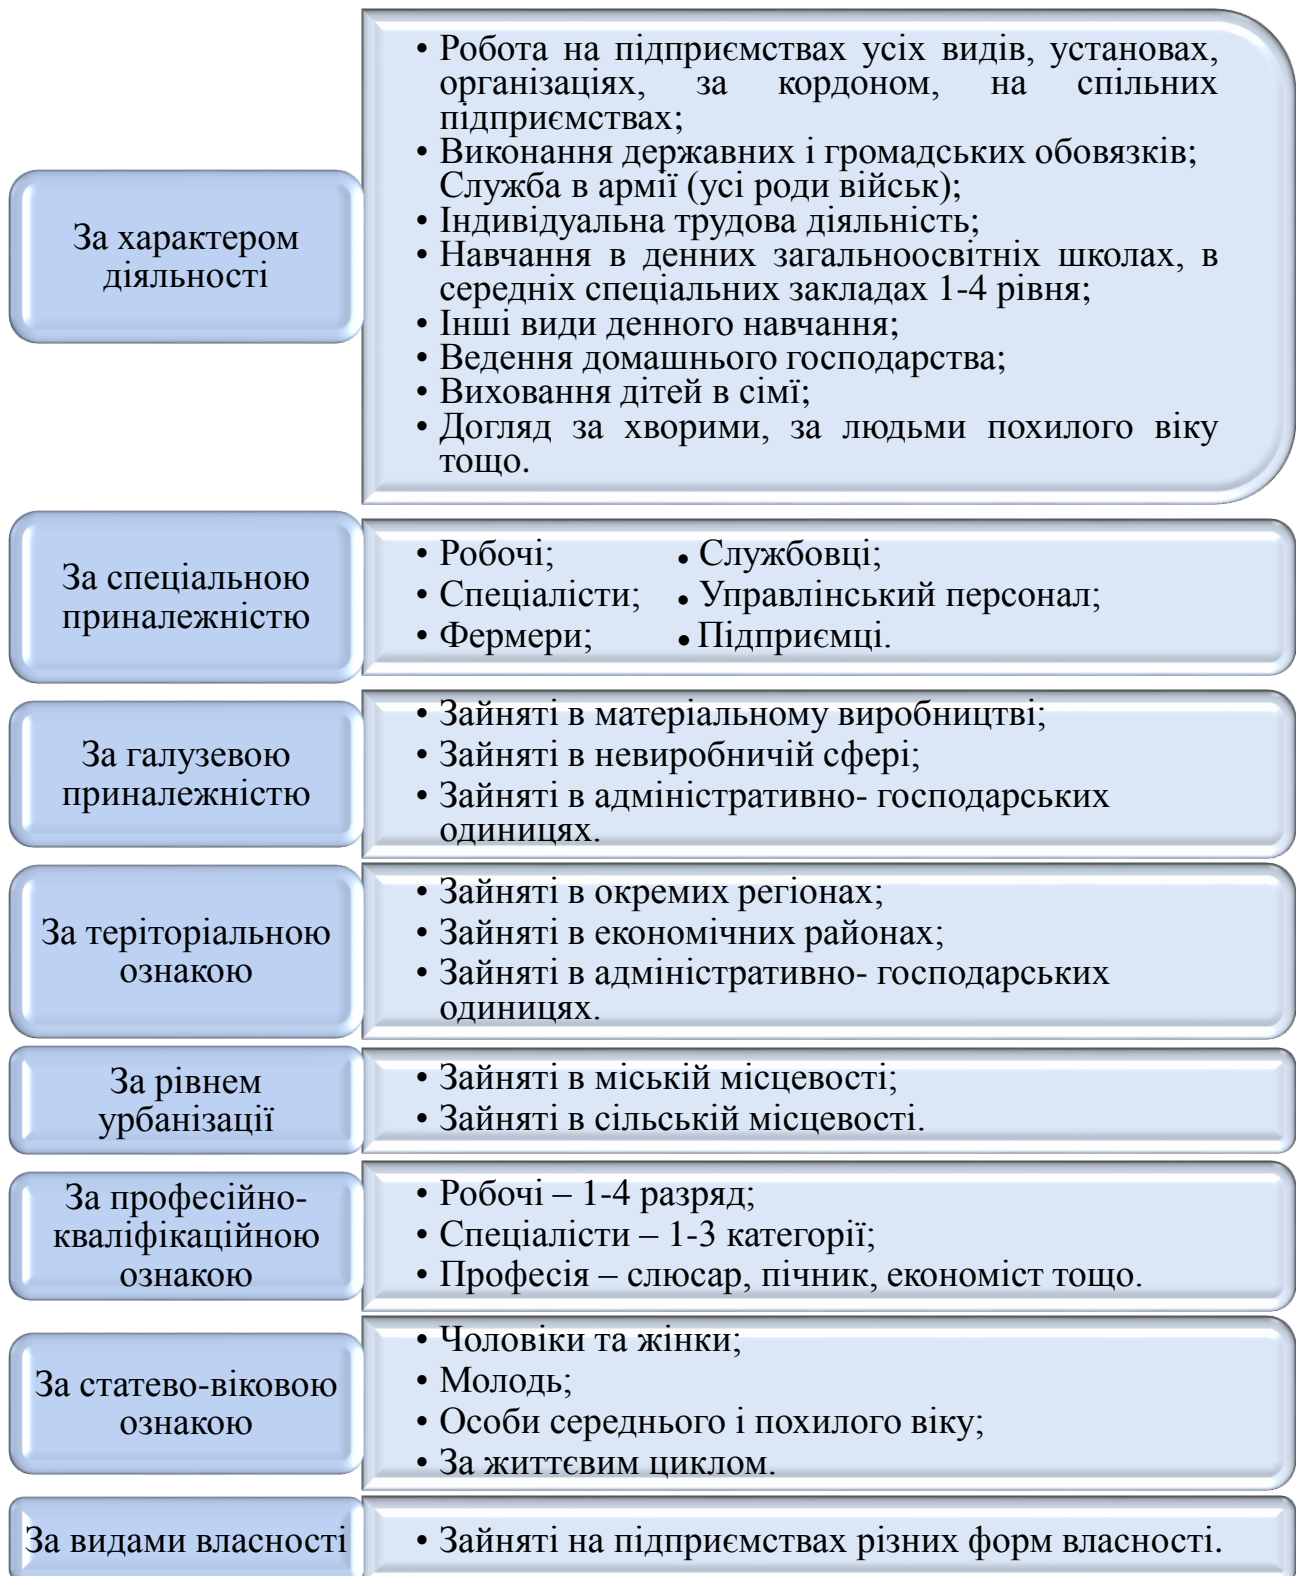 За характером
діяльності
• Робота на підприємствах усіх видів, установах,
організаціях, за кордоном, на спільних
підприємствах;
• Виконання державних і громадських обовязків;
Служба в армії (усі роди військ);
• Індивідуальна трудова діяльність;
• Навчання в денних загальноосвітніх школах, в
середніх спеціальних закладах 1-4 рівня;
• Інші види денного навчання;
• Ведення домашнього господарства;
• Виховання дітей в сімї;
• Догляд за хворими, за людьми похилого віку
тощо.
За спеціальною
приналежністю
• Робочі; • Службовці;
• Спеціалісти; • Управлінський персонал;
• Фермери; • Підприємці.
За галузевою
приналежністю
• Зайняті в матеріальному виробництві;
• Зайняті в невиробничій сфері;
• Зайняті в адміністративно- господарських
одиницях.
За теріторіальною
ознакою
• Зайняті в окремих регіонах;
• Зайняті в економічних районах;
• Зайняті в адміністративно- господарських
одиницях.
За рівнем
урбанізації
• Зайняті в міській місцевості;
• Зайняті в сільській місцевості.
За професійно-
кваліфікаційною
ознакою
• Робочі – 1-4 разряд;
• Спеціалісти – 1-3 категорії;
• Професія – слюсар, пічник, економіст тощо.
За статево-віковою
ознакою
• Чоловіки та жінки;
• Молодь;
• Особи середнього і похилого віку;
• За життєвим циклом.
За видами власності
• Зайняті на підприємствах різних форм власності.